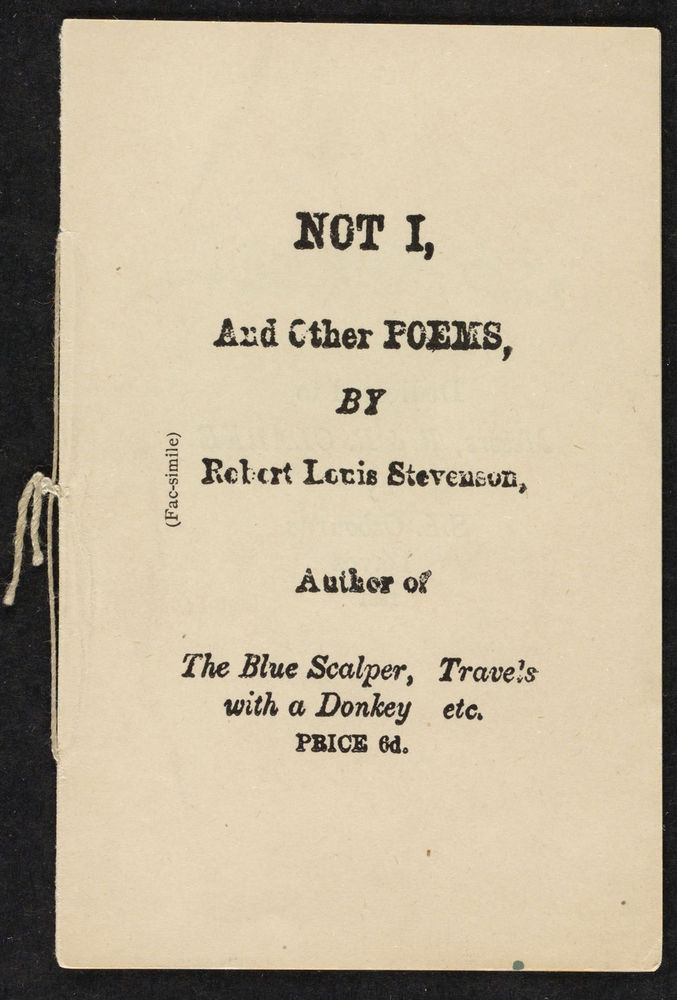 NOT I,
And Other POEMS,
BY
(Fac-simile)
Robert Louis Stevenson,
Author of
The Blue Scalper, Travels
with a Donkey etc.
PRICE 6d.